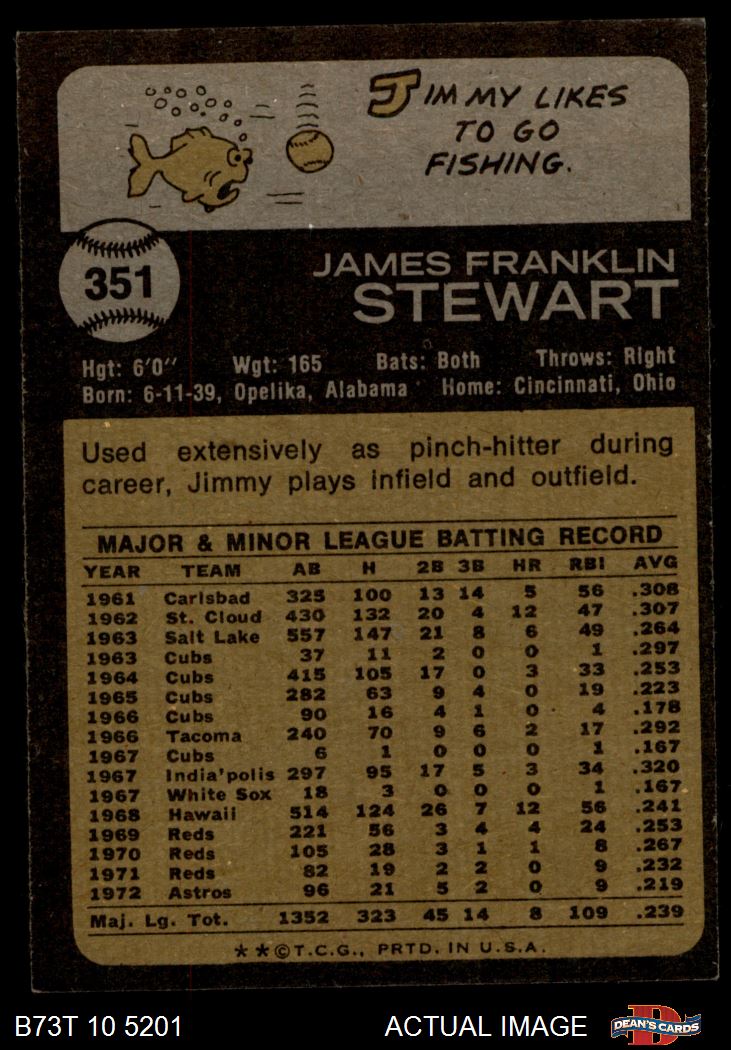 JIMMY LIKES
TO GO
FISHING.
351
JAMES FRANKLIN
STEWART
Hgt: 6'0" Wgt: 165 Bats: Both Throws: Right
Born: 6-11-39, Opelika, Alabama Home: Cincinnati, Ohio
Used extensively as pinch-hitter during
career, Jimmy plays infield and outfield.
MAJOR & MINOR LEAGUE BATTING RECORD
YEAR TEAM AB H 2B 3B HR RBI AVG
1961 Carlsbad 325 100 13 14 5 56 .308
1962 St. Cloud 430 132 20 4 12 47 .307
1963 Salt Lake 557 147 21 8 6 49 .264
1963 Cubs 37 11 2 0 0 1 .297
1964 Cubs 415 105 17 0 3 33 .253
1965 Cubs 282 63 9 4 0 19 .223
1966 Cubs 90 16 4 1 0 4 .178
1966 Tacoma 240 70 9 6 2 17 .292
1967 Cubs 6 1 0 0 0 1 .167
1967 India'polis 297 95 17 5 3 34 .320
1967 White Sox 18 3 0 0 0 1 .167
1968 Hawaii 514 124 26 7 12 56 .241
1969 Reds 221 56 3 4 4 24 .253
1970 Reds 105 28 3 1 1 8 .267
1971 Reds 82 19 2 2 0 9 .232
1972 Astros 96 21 5 2 0 9 .219
Maj. Lg. Tot. 1352 323 45 14 8 109 .239
**©T.C.G., PRTD. IN U.S.A.
B73T 10 5201 ACTUAL IMAGE DEAN'S CARDS